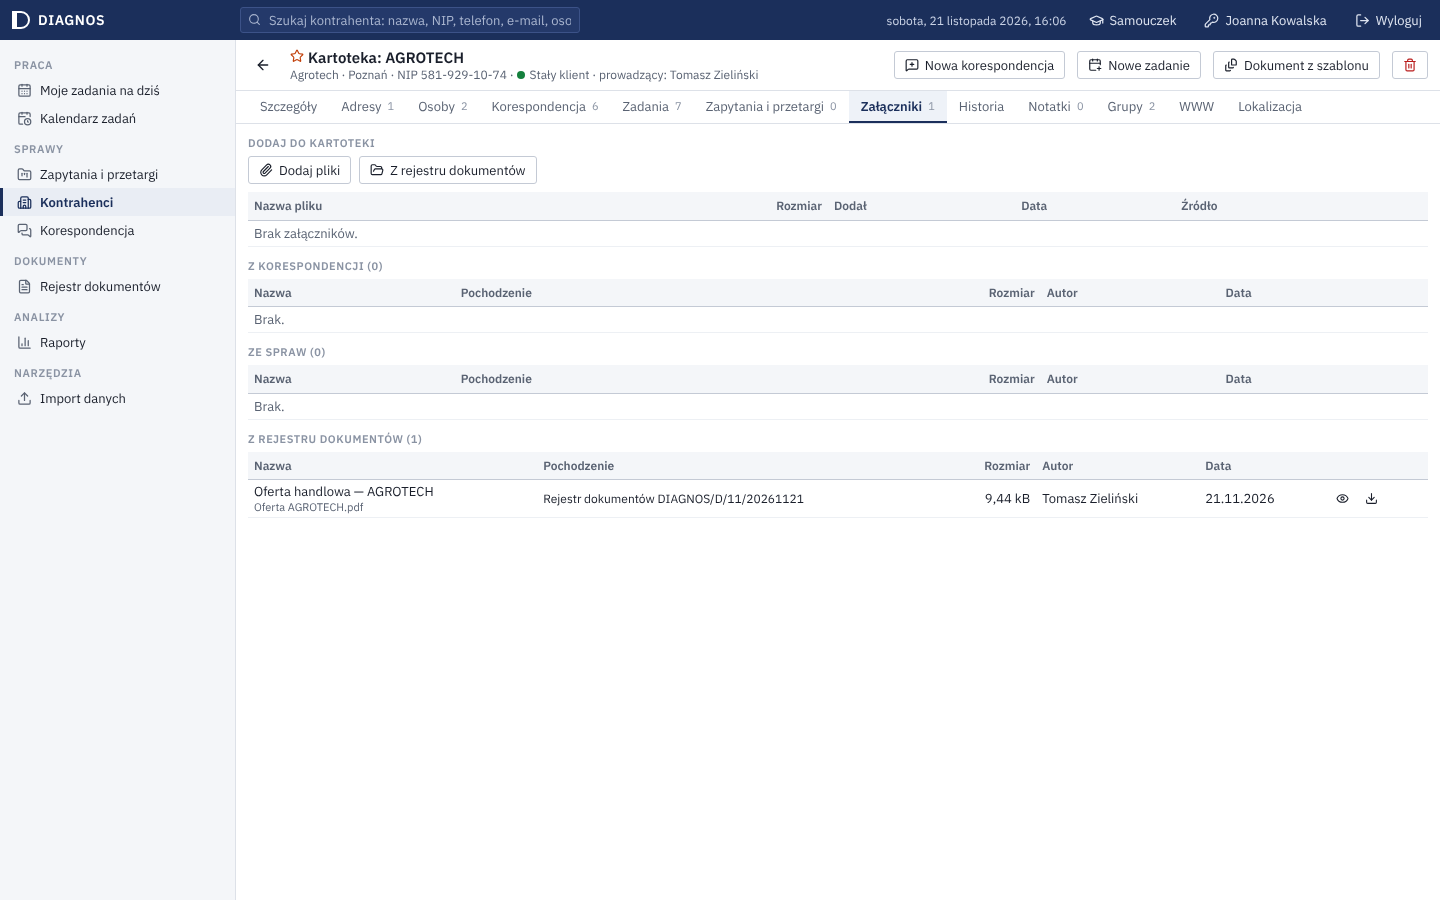 DIAGNOS
Szukaj kontrahenta: nazwa, NIP, telefon, e-mail, oso
sobota, 21 listopada 2026, 16:06
Samouczek
Joanna Kowalska
Wyloguj
PRACA
Moje zadania na dziś
Kalendarz zadań
SPRAWY
Zapytania i przetargi
Kontrahenci
Korespondencja
DOKUMENTY
Rejestr dokumentów
ANALIZY
Raporty
NARZĘDZIA
Import danych
Kartoteka: AGROTECH
Agrotech · Poznań · NIP 581-929-10-74 · Stały klient · prowadzący: Tomasz Zieliński
Nowa korespondencja
Nowe zadanie
Dokument z szablonu
Szczegóły Adresy 1 Osoby 2 Korespondencja 6 Zadania 7 Zapytania i przetargi 0 Załączniki 1 Historia Notatki 0 Grupy 2 WWW Lokalizacja
DODAJ DO KARTOTEKI
Dodaj pliki
Z rejestru dokumentów
Nazwa pliku Rozmiar Dodał Data Źródło
Brak załączników.
Z KORESPONDENCJI (0)
Nazwa Pochodzenie Rozmiar Autor Data
Brak.
ZE SPRAW (0)
Nazwa Pochodzenie Rozmiar Autor Data
Brak.
Z REJESTRU DOKUMENTÓW (1)
Nazwa Pochodzenie Rozmiar Autor Data
Oferta handlowa — AGROTECH
Oferta AGROTECH.pdf
Rejestr dokumentów DIAGNOS/D/11/20261121 9,44 kB Tomasz Zieliński 21.11.2026